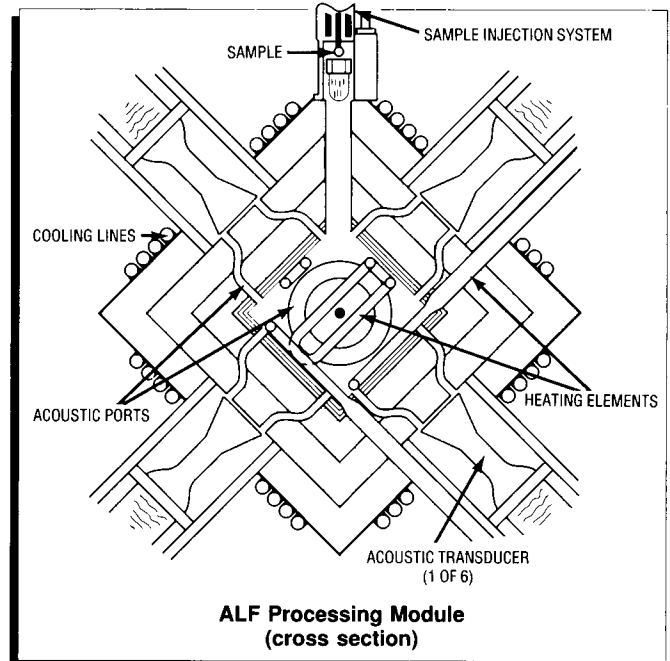 SAMPLE INJECTION SYSTEM
SAMPLE
COOLING LINES
ACOUSTIC PORTS
HEATING ELEMENTS
ACOUSTIC TRANSDUCER
(1 OF 6)
ALF Processing Module
(cross section)